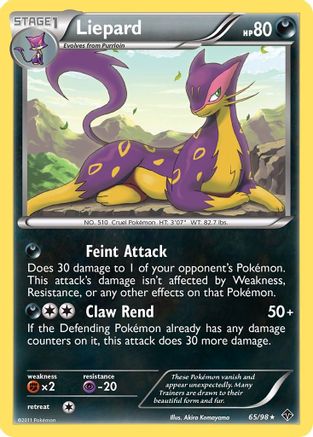 STAGE1
Liepard
HP80
Evolves from Purrloin
NO. 510 Cruel Pokémon HT: 3'07" WT: 82.7 lbs.
Feint Attack
Does 30 damage to 1 of your opponent's Pokémon.
This attack's damage isn't affected by Weakness,
Resistance, or any other effects on that Pokémon.
Claw Rend 50+
If the Defending Pokémon already has any damage
counters on it, this attack does 30 more damage.
weakness
×2
resistance
-20
retreat
These Pokémon vanish and
appear unexpectedly. Many
Trainers are drawn to their
beautiful form and fur.
©2011 Pokémon
Illus. Akira Komayama
65/98 ★